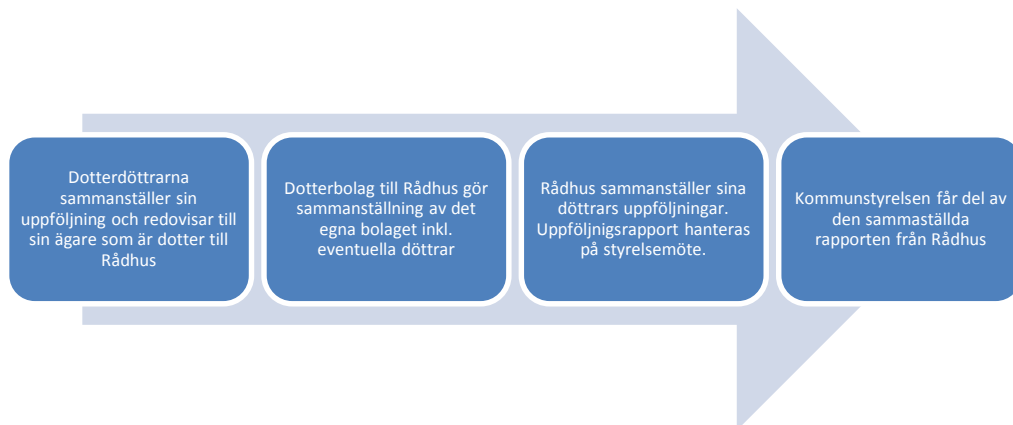 Dotterdöttrarna
sammanställer sin
uppföljning och redovisar till
sin ägare som är dotter till
Rådhus
Dotterbolag till Rådhus gör
sammanställning av det
egna bolaget inkl.
eventuella döttrar
Rådhus sammanställer sina
döttrars uppföljningar.
Uppföljnigsrapport hanteras
på styrelsemöte.
Kommunstyrelsen får del av
den sammaställda
rapporten från Rådhus